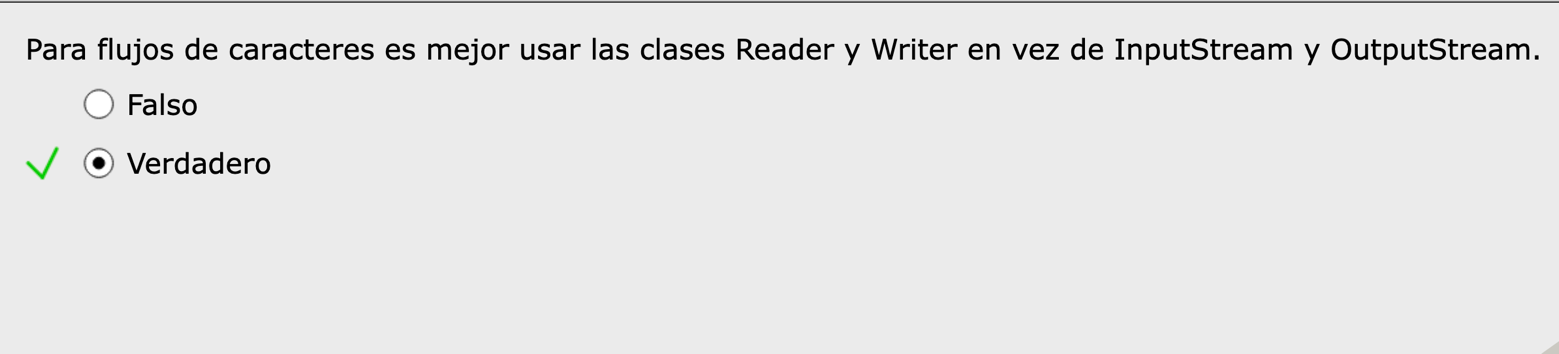 Para flujos de caracteres es mejor usar las clases Reader y Writer en vez de InputStream y OutputStream.
Falso
Verdadero